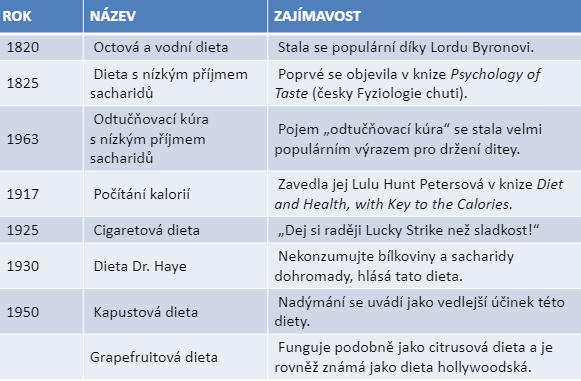 ROK NÁZEV ZAJÍMAVOST
1820 Octová a vodní dieta Stala se populární díky Lordu Byronovi.
1825 Dieta s nízkým příjmem sacharidů Poprvé se objevila v knize Psychology of
Taste (česky Fyziologie chuti).
1963 Odtučňovací kúra
s nízkým příjmem
sacharidů Pojem „odtučňovací kúra“ se stala velmi
populárním výrazem pro držení ditey.
1917 Počítání kalorií Zavedla jej Lulu Hunt Petersová v knize Diet
and Health, with Key to the Calories.
1925 Cigaretová dieta „Dej si raději Lucky Strike než sladkost!“
1930 Dieta Dr. Haye Nekonzumujte bílkoviny a sacharidy
dohromady, hlásá tato dieta.
1950 Kapustová dieta Nadýmání se uvádí jako vedlejší účinek této
diety.
Grapefruitová dieta Funguje podobně jako citrusová dieta a je
rovněž známá jako dieta hollywoodská.